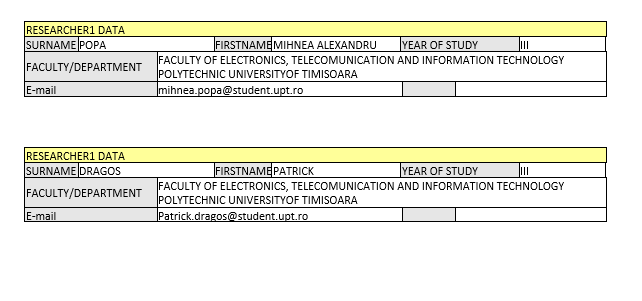 RESEARCHER1 DATA
SURNAME POPA FIRSTNAME MIHNEA ALEXANDRU YEAR OF STUDY III
FACULTY/DEPARTMENT FACULTY OF ELECTRONICS, TELECOMUNICATION AND INFORMATION TECHNOLOGY
POLYTECHNIC UNIVERSITYOF TIMISOARA
E-mail mihnea.popa@student.upt.ro
RESEARCHER1 DATA
SURNAME DRAGOS FIRSTNAME PATRICK YEAR OF STUDY III
FACULTY/DEPARTMENT FACULTY OF ELECTRONICS, TELECOMUNICATION AND INFORMATION TECHNOLOGY
POLYTECHNIC UNIVERSITYOF TIMISOARA
E-mail Patrick.dragos@student.upt.ro